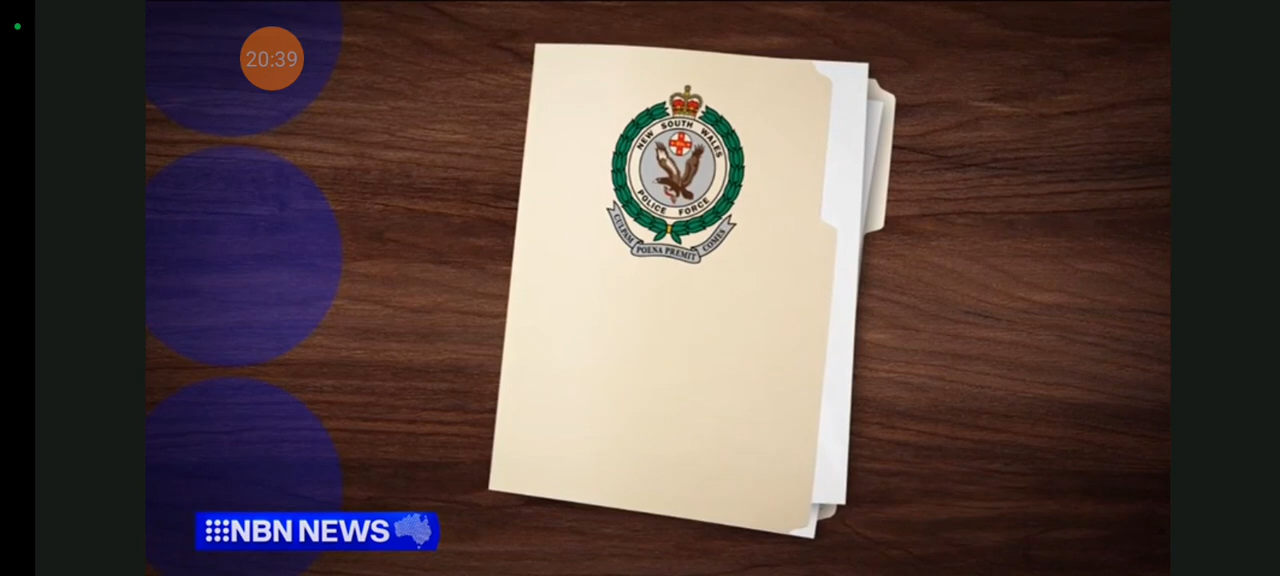 20:39
NEW SOUTH WALES
POLICE FORCE
CULPAM POENA PREMIT COMES
NBN NEWS